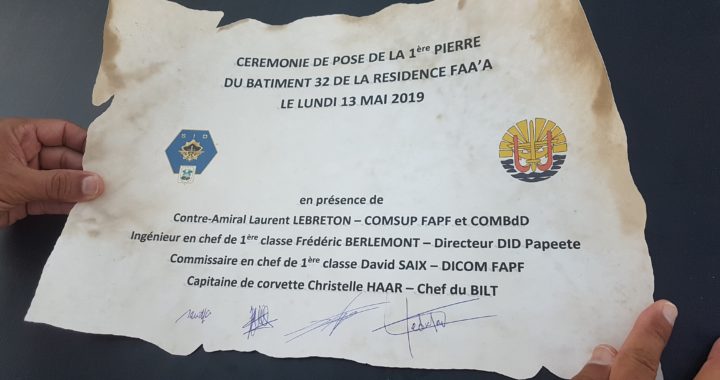 CEREMONIE DE POSE DE LA 1ère PIERRE
DU BATIMENT 32 DE LA RESIDENCE FAA'A
LE LUNDI 13 MAI 2019
S I D
en présence de
Contre-Amiral Laurent LEBRETON – COMSUP FAPF et COMBdD
Ingénieur en chef de 1ère classe Frédéric BERLEMONT – Directeur DID Papeete
Commissaire en chef de 1ère classe David SAIX – DICOM FAPF
Capitaine de corvette Christelle HAAR – Chef du BILT